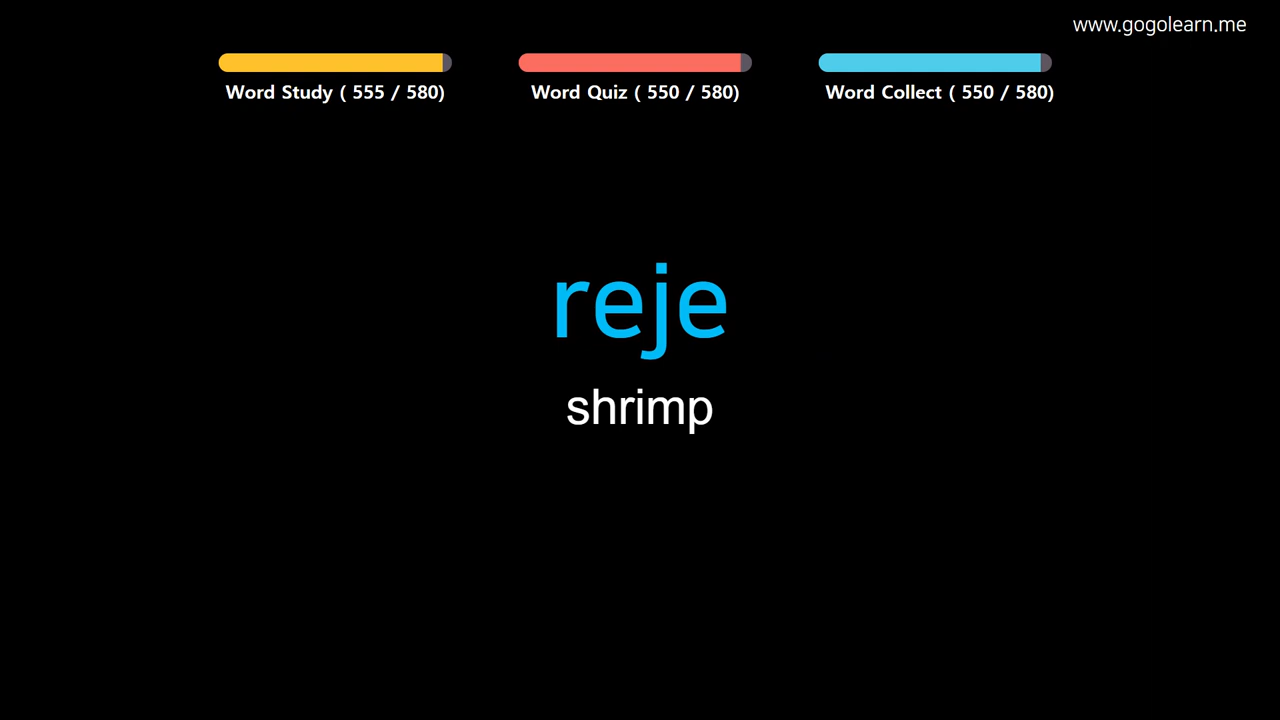 www.gogolearn.me
Word Study ( 555 / 580)
Word Quiz ( 550 / 580)
Word Collect ( 550 / 580)
reje
shrimp